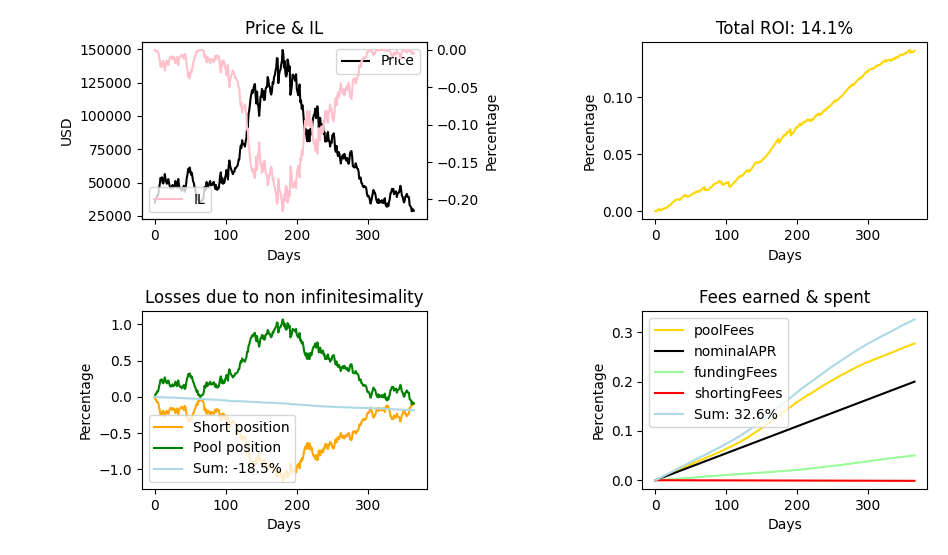 Price & IL
150000
125000
100000
75000
50000
25000
USD
0.00
−0.05
−0.10
−0.15
−0.20
Percentage
Price
IL
0
100
200
300
Days
Total ROI: 14.1%
0.10
0.05
0.00
Percentage
0
100
200
300
Days
Losses due to non infinitesimality
1.0
0.5
0.0
−0.5
−1.0
Percentage
Short position
Pool position
Sum: -18.5%
0
100
200
300
Days
Fees earned & spent
0.3
0.2
0.1
0.0
Percentage
poolFees
nominalAPR
fundingFees
shortingFees
Sum: 32.6%
0
100
200
300
Days